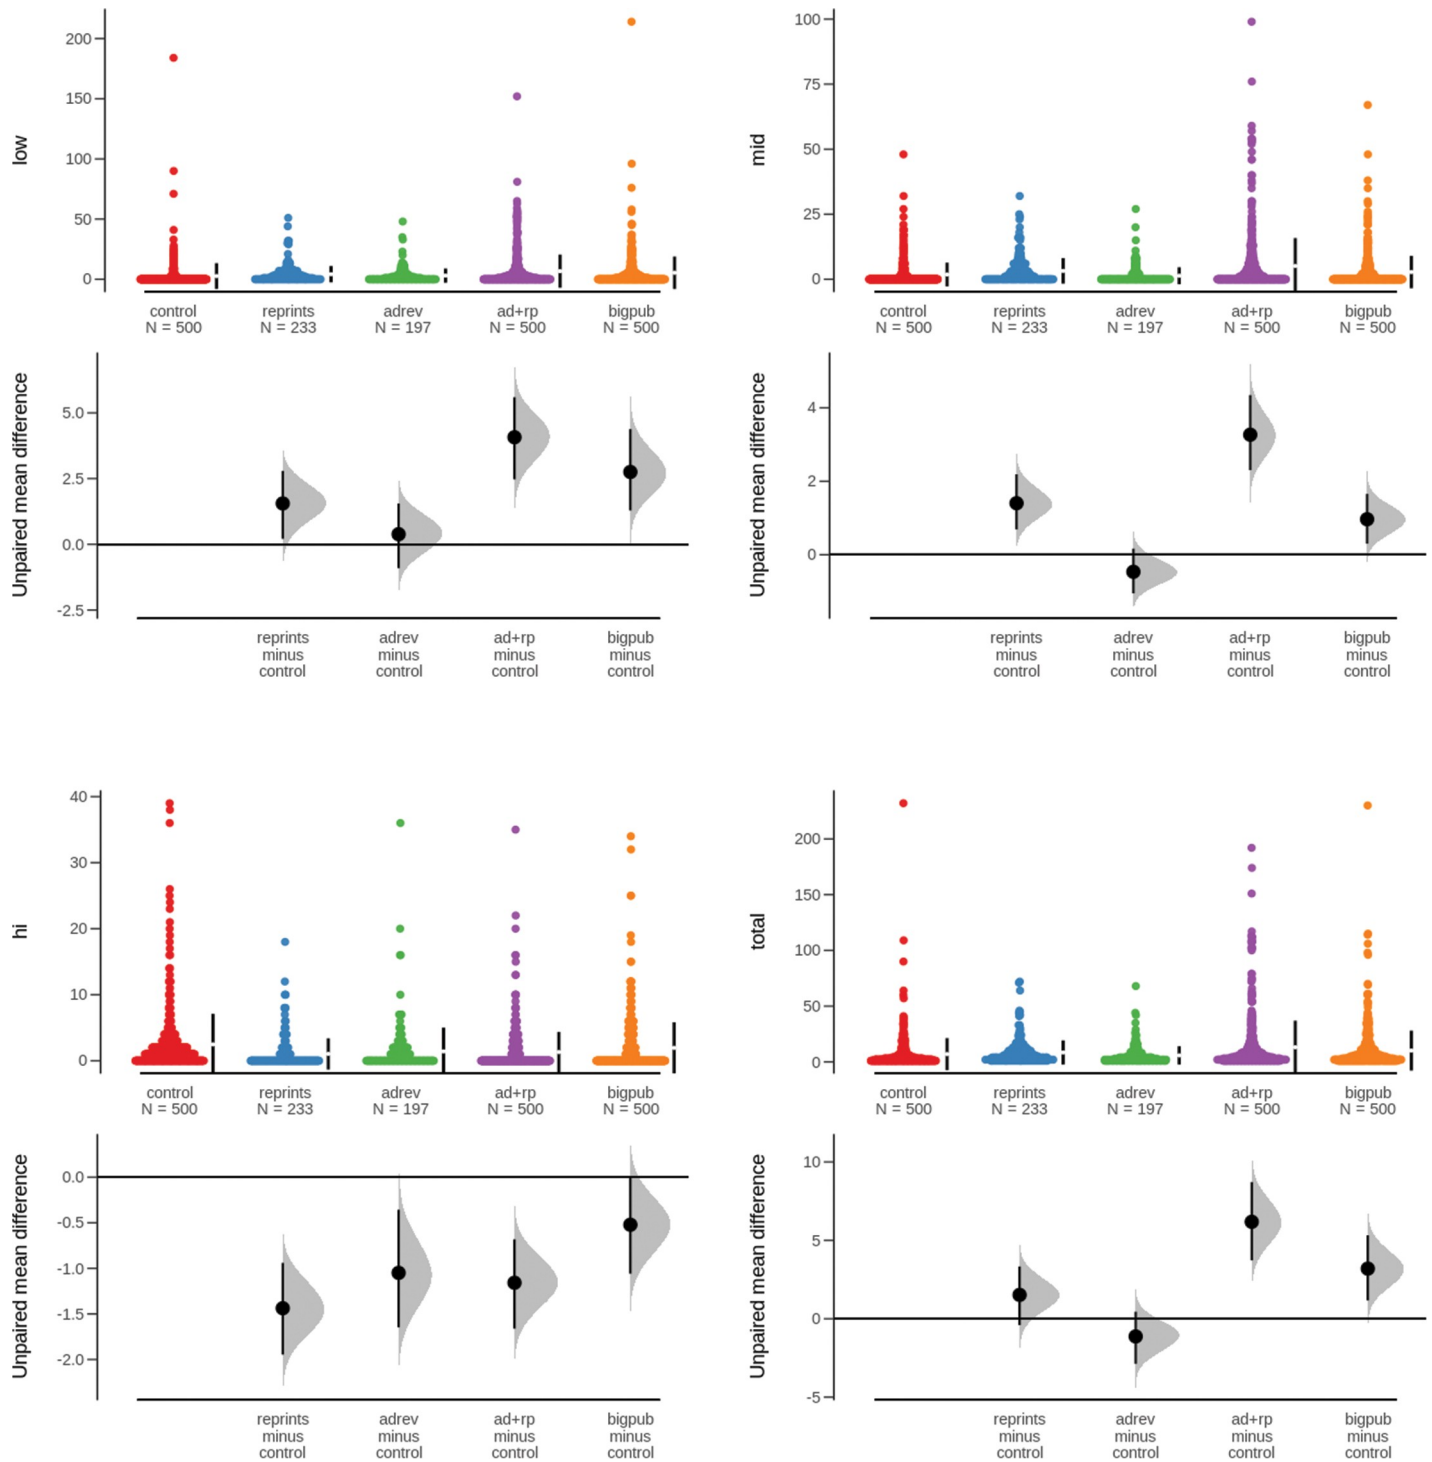 low
200
150
100
50
0
control
N = 500
reprints
N = 233
adrev
N = 197
ad+rp
N = 500
bigpub
N = 500
Unpaired mean difference
5.0
2.5
0.0
-2.5
reprints
minus
control
adrev
minus
control
ad+rp
minus
control
bigpub
minus
control
mid
100
75
50
25
0
control
N = 500
reprints
N = 233
adrev
N = 197
ad+rp
N = 500
bigpub
N = 500
Unpaired mean difference
4
2
0
reprints
minus
control
adrev
minus
control
ad+rp
minus
control
bigpub
minus
control
hi
40
30
20
10
0
control
N = 500
reprints
N = 233
adrev
N = 197
ad+rp
N = 500
bigpub
N = 500
Unpaired mean difference
0.0
-0.5
-1.0
-1.5
-2.0
reprints
minus
control
adrev
minus
control
ad+rp
minus
control
bigpub
minus
control
total
200
150
100
50
0
control
N = 500
reprints
N = 233
adrev
N = 197
ad+rp
N = 500
bigpub
N = 500
Unpaired mean difference
10
5
0
-5
reprints
minus
control
adrev
minus
control
ad+rp
minus
control
bigpub
minus
control